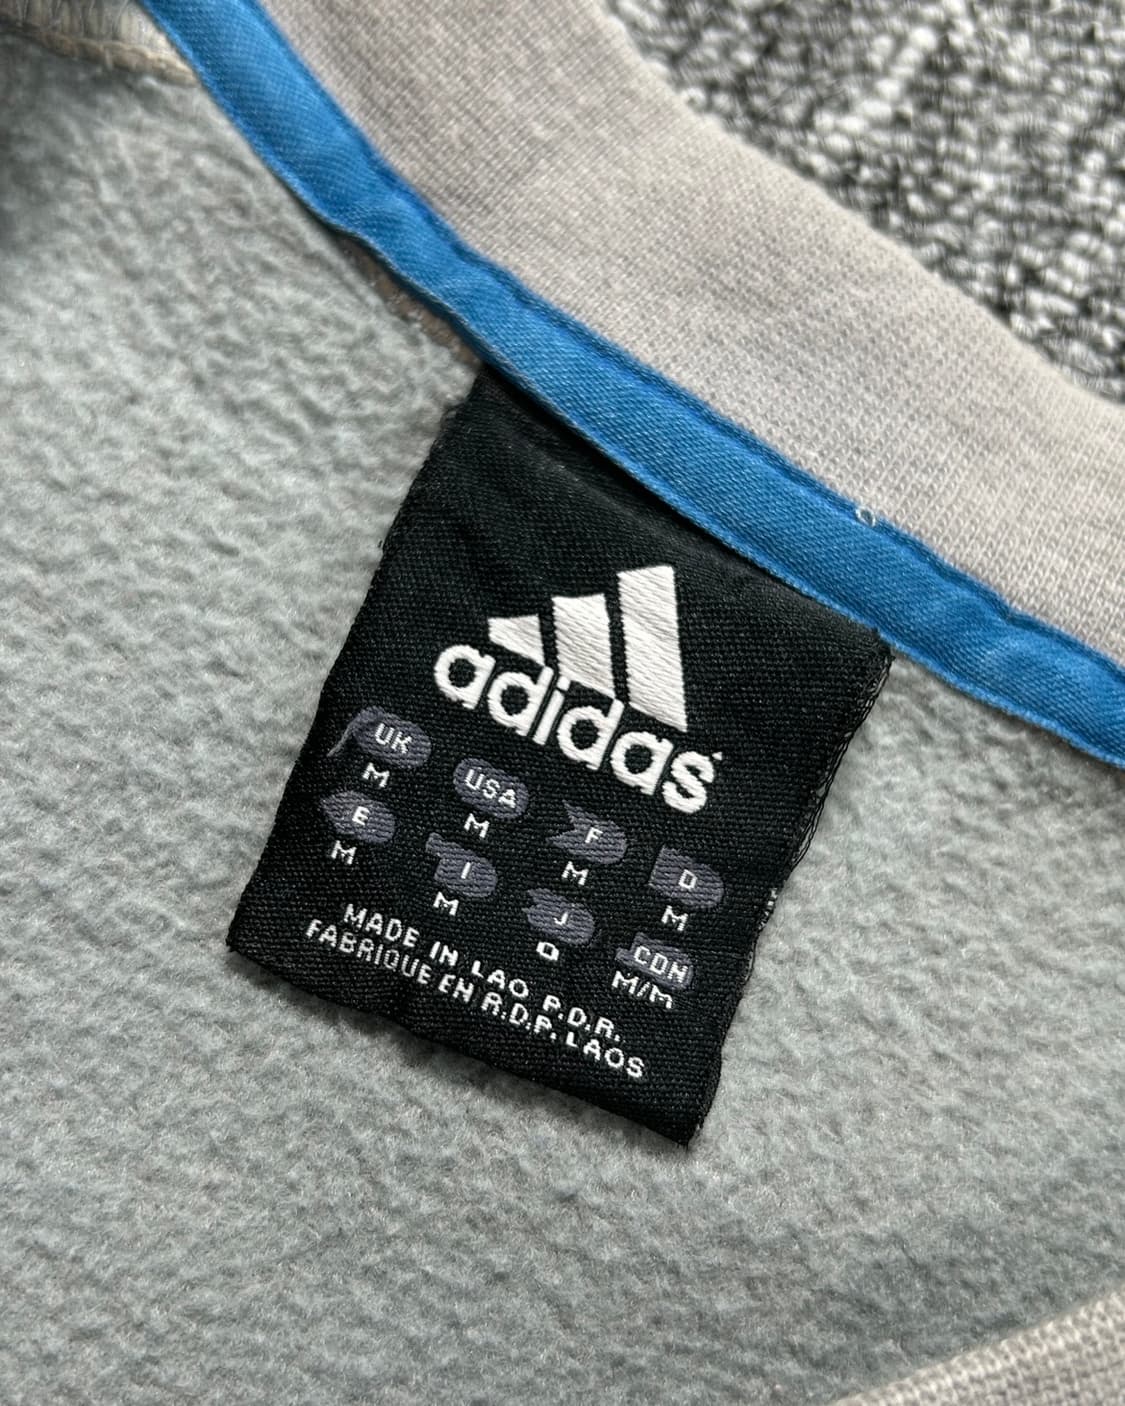 adidas
UK USA F D
M M M M
E I J CDN
M M O M/M
MADE IN LAO P.D.R.
FABRIQUE EN R.D.P. LAOS